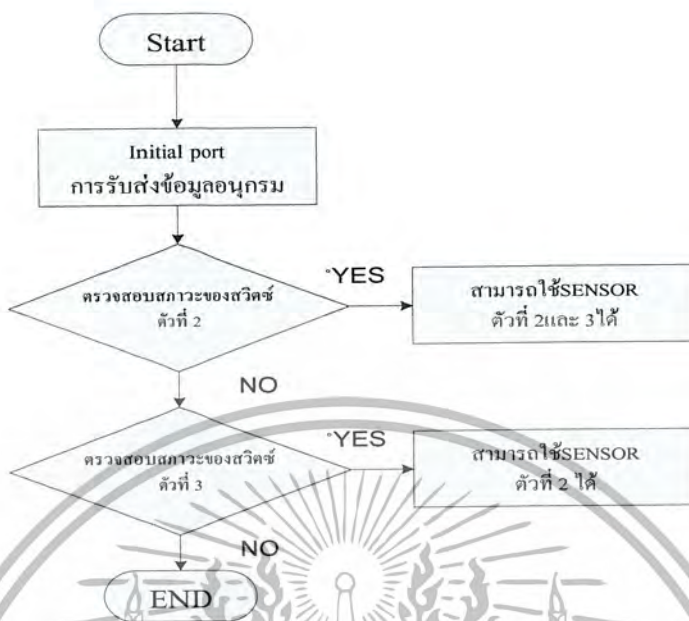 Start
Initial port
การรับส่งข้อมูลอนุกรม
ตรวจสอบสภาวะของสวิตซ์
ตัวที่ 2
YES
สามารถใช้SENSOR
ตัวที่ 2และ 3ได้
NO
ตรวจสอบสภาวะของสวิตซ์
ตัวที่ 3
YES
สามารถใช้SENSOR
ตัวที่ 2 ได้
NO
END